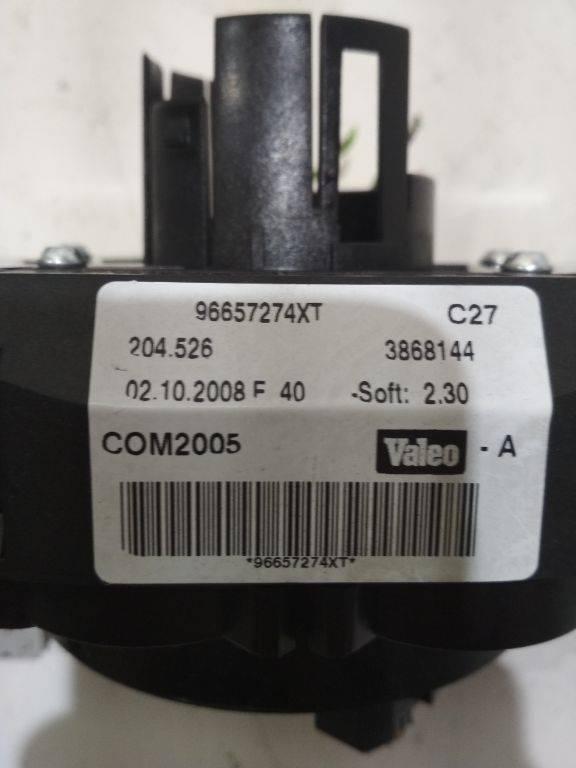 96657274XT C27
204.526 3868144
02.10.2008 E 40 -Soft: 2.30
COM2005 Valeo - A
*96657274XT*